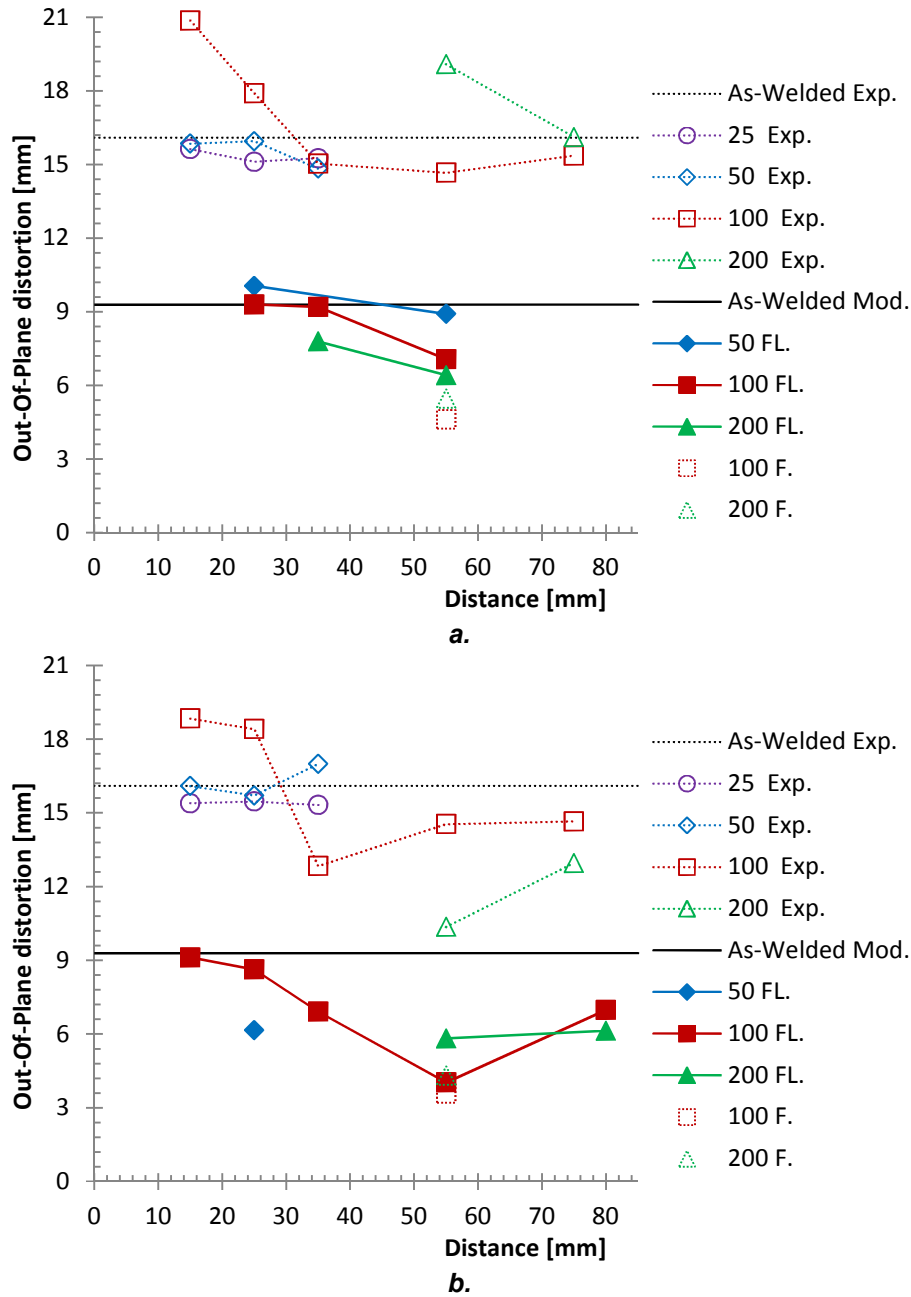 21
18
15
12
9
6
3
0
Out-Of-Plane distortion [mm]
0 10 20 30 40 50 60 70 80
Distance [mm]
As-Welded Exp.
25 Exp.
50 Exp.
100 Exp.
200 Exp.
As-Welded Mod.
50 FL.
100 FL.
200 FL.
100 F.
200 F.
a.
21
18
15
12
9
6
3
0
Out-Of-Plane distortion [mm]
0 10 20 30 40 50 60 70 80
Distance [mm]
As-Welded Exp.
25 Exp.
50 Exp.
100 Exp.
200 Exp.
As-Welded Mod.
50 FL.
100 FL.
200 FL.
100 F.
200 F.
b.